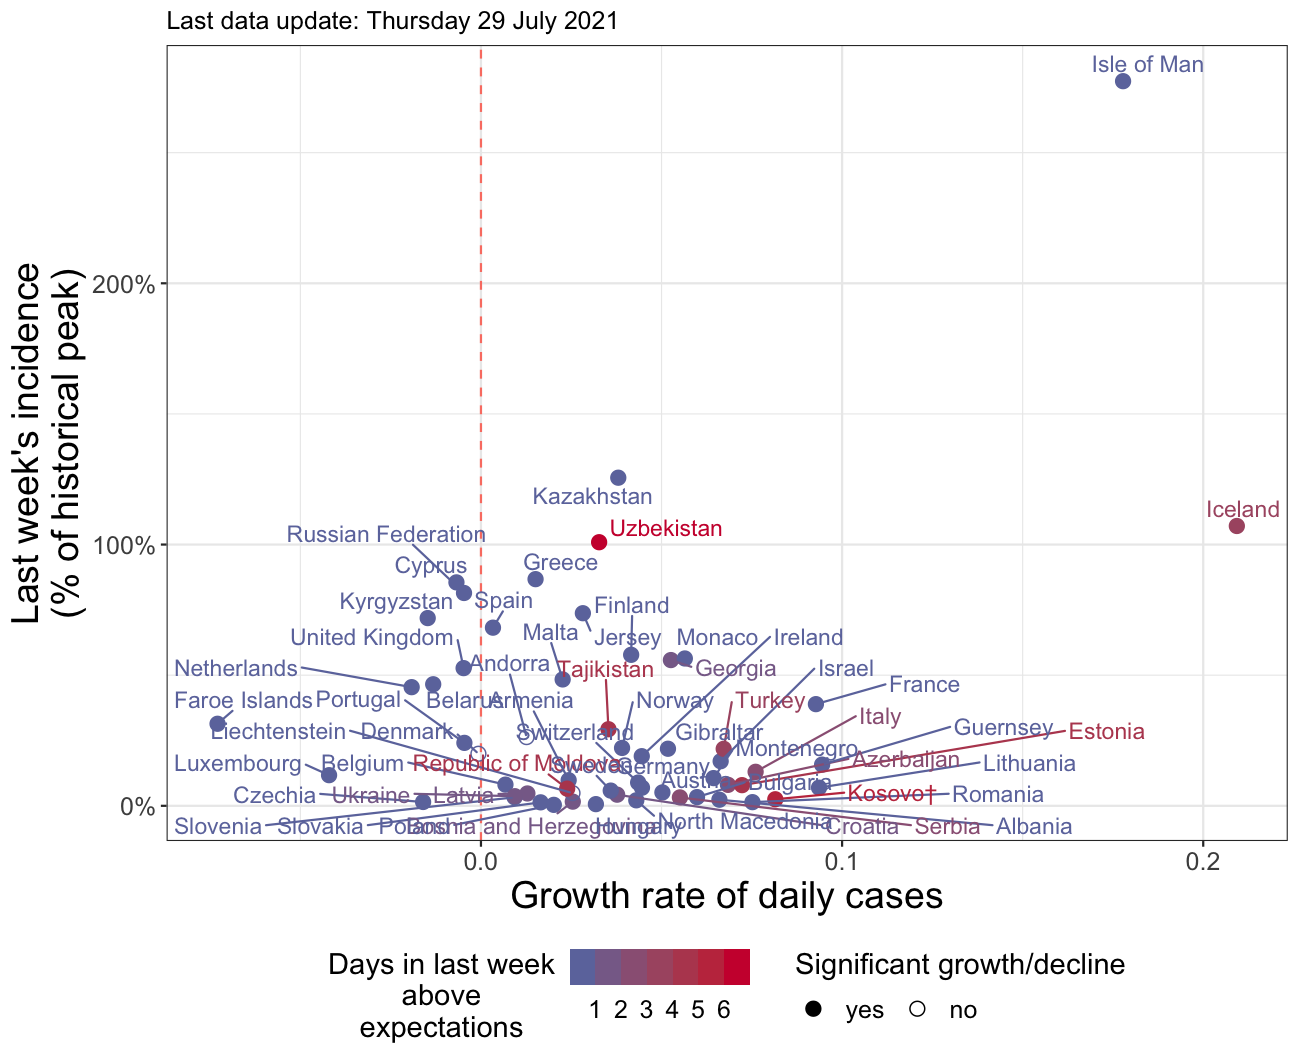 Last data update: Thursday 29 July 2021
Isle of Man
Last week's incidence
(% of historical peak)
200%
Kazakhstan
Iceland
Uzbekistan
Russian Federation
100%
Cyprus
Greece
Kyrgyzstan
Spain
Finland
United Kingdom
Malta
Jersey
Monaco
Ireland
Netherlands
Andorra
Tajikistan
Georgia
Israel
France
Faroe Islands
Portugal
Belarus
Armenia
Norway
Turkey
Italy
Liechtenstein
Denmark
Switzerland
Gibraltar
Guernsey
Estonia
Montenegro
Luxembourg
Belgium
Republic of Moldova
Sweden
Germany
Azerbaijan
Lithuania
Austria
Bulgaria
Czechia
Ukraine
Latvia
Kosovo†
Romania
0%
Slovenia
Slovakia
Poland
Bosnia and Herzegovina
Hungary
North Macedonia
Croatia
Serbia
Albania
0.0
0.1
0.2
Growth rate of daily cases
Days in last week
above
expectations
1 2 3 4 5 6
Significant growth/decline
yes
no